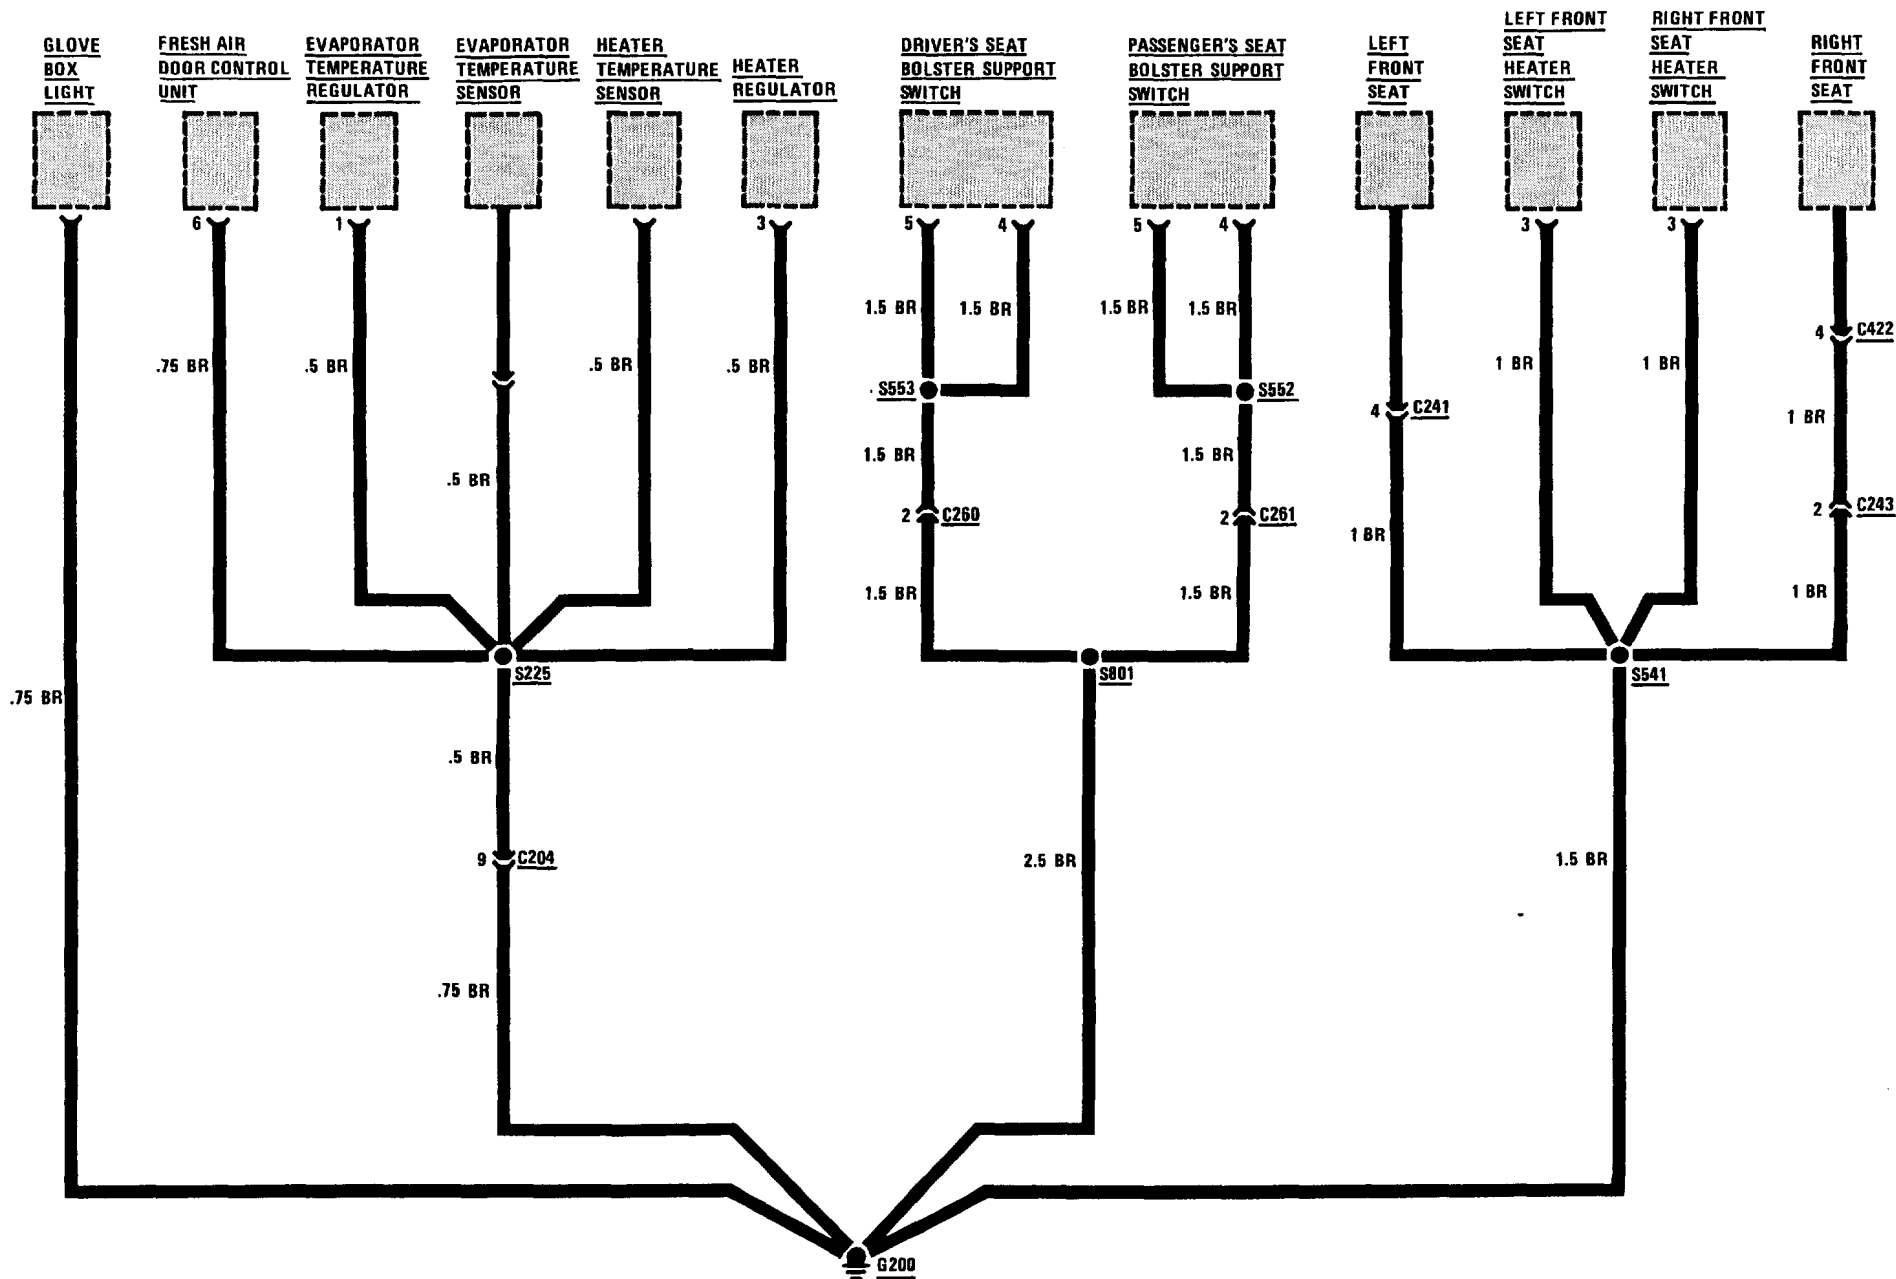 GLOVE
BOX
LIGHT
FRESH AIR
DOOR CONTROL
UNIT
EVAPORATOR
TEMPERATURE
REGULATOR
EVAPORATOR
TEMPERATURE
SENSOR
HEATER
TEMPERATURE
SENSOR
HEATER
REGULATOR
DRIVER'S SEAT
BOLSTER SUPPORT
SWITCH
PASSENGER'S SEAT
BOLSTER SUPPORT
SWITCH
LEFT
FRONT
SEAT
LEFT FRONT
SEAT
HEATER
SWITCH
RIGHT FRONT
SEAT
HEATER
SWITCH
RIGHT
FRONT
SEAT
6
1
3
5
4
5
4
3
3
1.5 BR
1.5 BR
1.5 BR
1.5 BR
4 C422
.75 BR
.5 BR
.5 BR
.5 BR
1 BR
1 BR
S553
S552
4 C241
1 BR
.5 BR
1.5 BR
1.5 BR
2 C260
2 C261
2 C243
1 BR
1.5 BR
1.5 BR
1 BR
S225
S801
S541
.75 BR
.5 BR
9 C204
2.5 BR
1.5 BR
.75 BR
G200